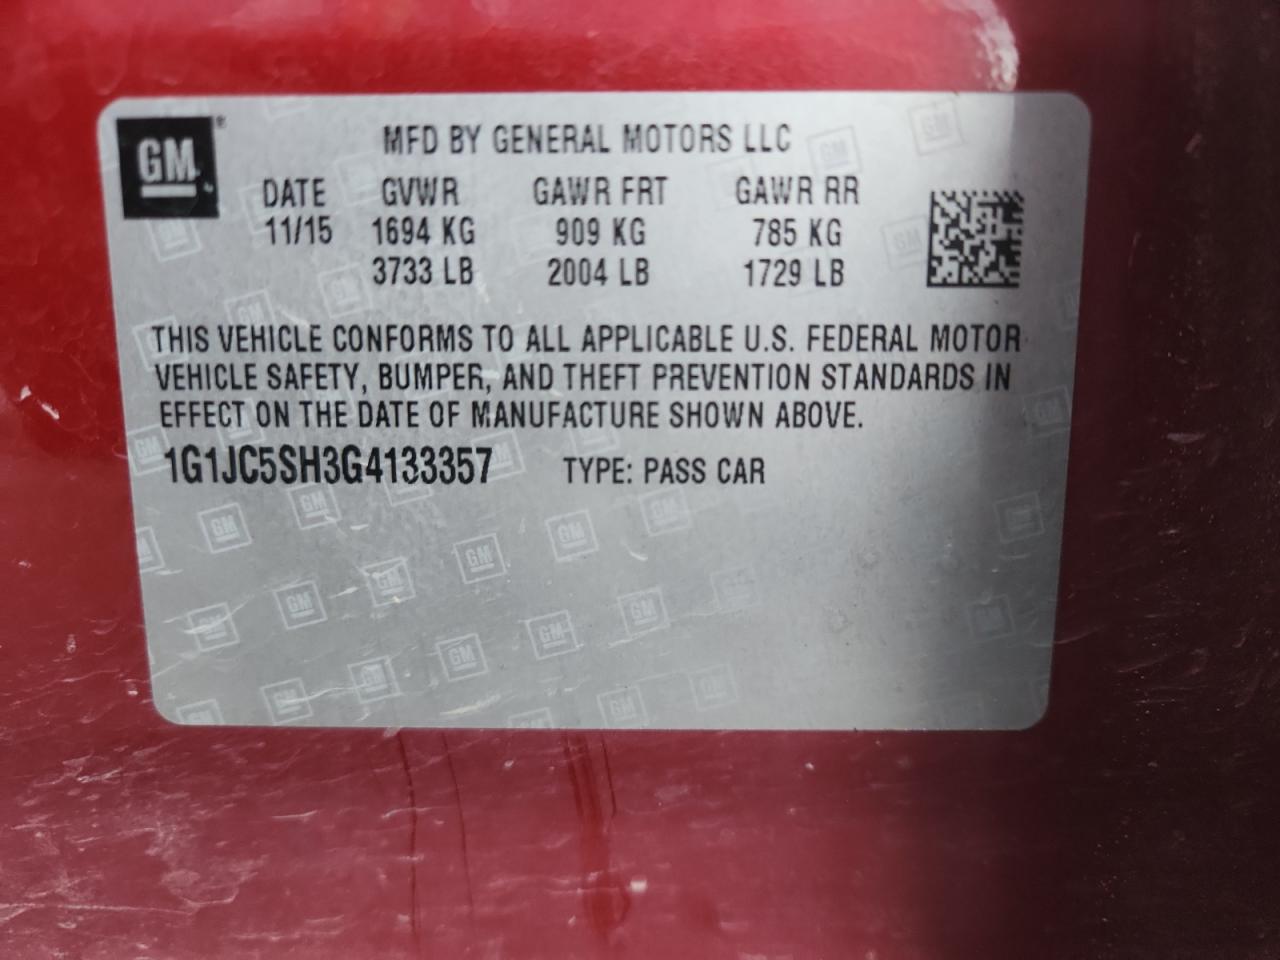 GM
MFD BY GENERAL MOTORS LLC
DATE GVWR GAWR FRT GAWR RR
11/15 1694 KG 909 KG 785 KG
3733 LB 2004 LB 1729 LB
THIS VEHICLE CONFORMS TO ALL APPLICABLE U.S. FEDERAL MOTOR
VEHICLE SAFETY, BUMPER, AND THEFT PREVENTION STANDARDS IN
EFFECT ON THE DATE OF MANUFACTURE SHOWN ABOVE.
1G1JC5SH3G4133357 TYPE: PASS CAR